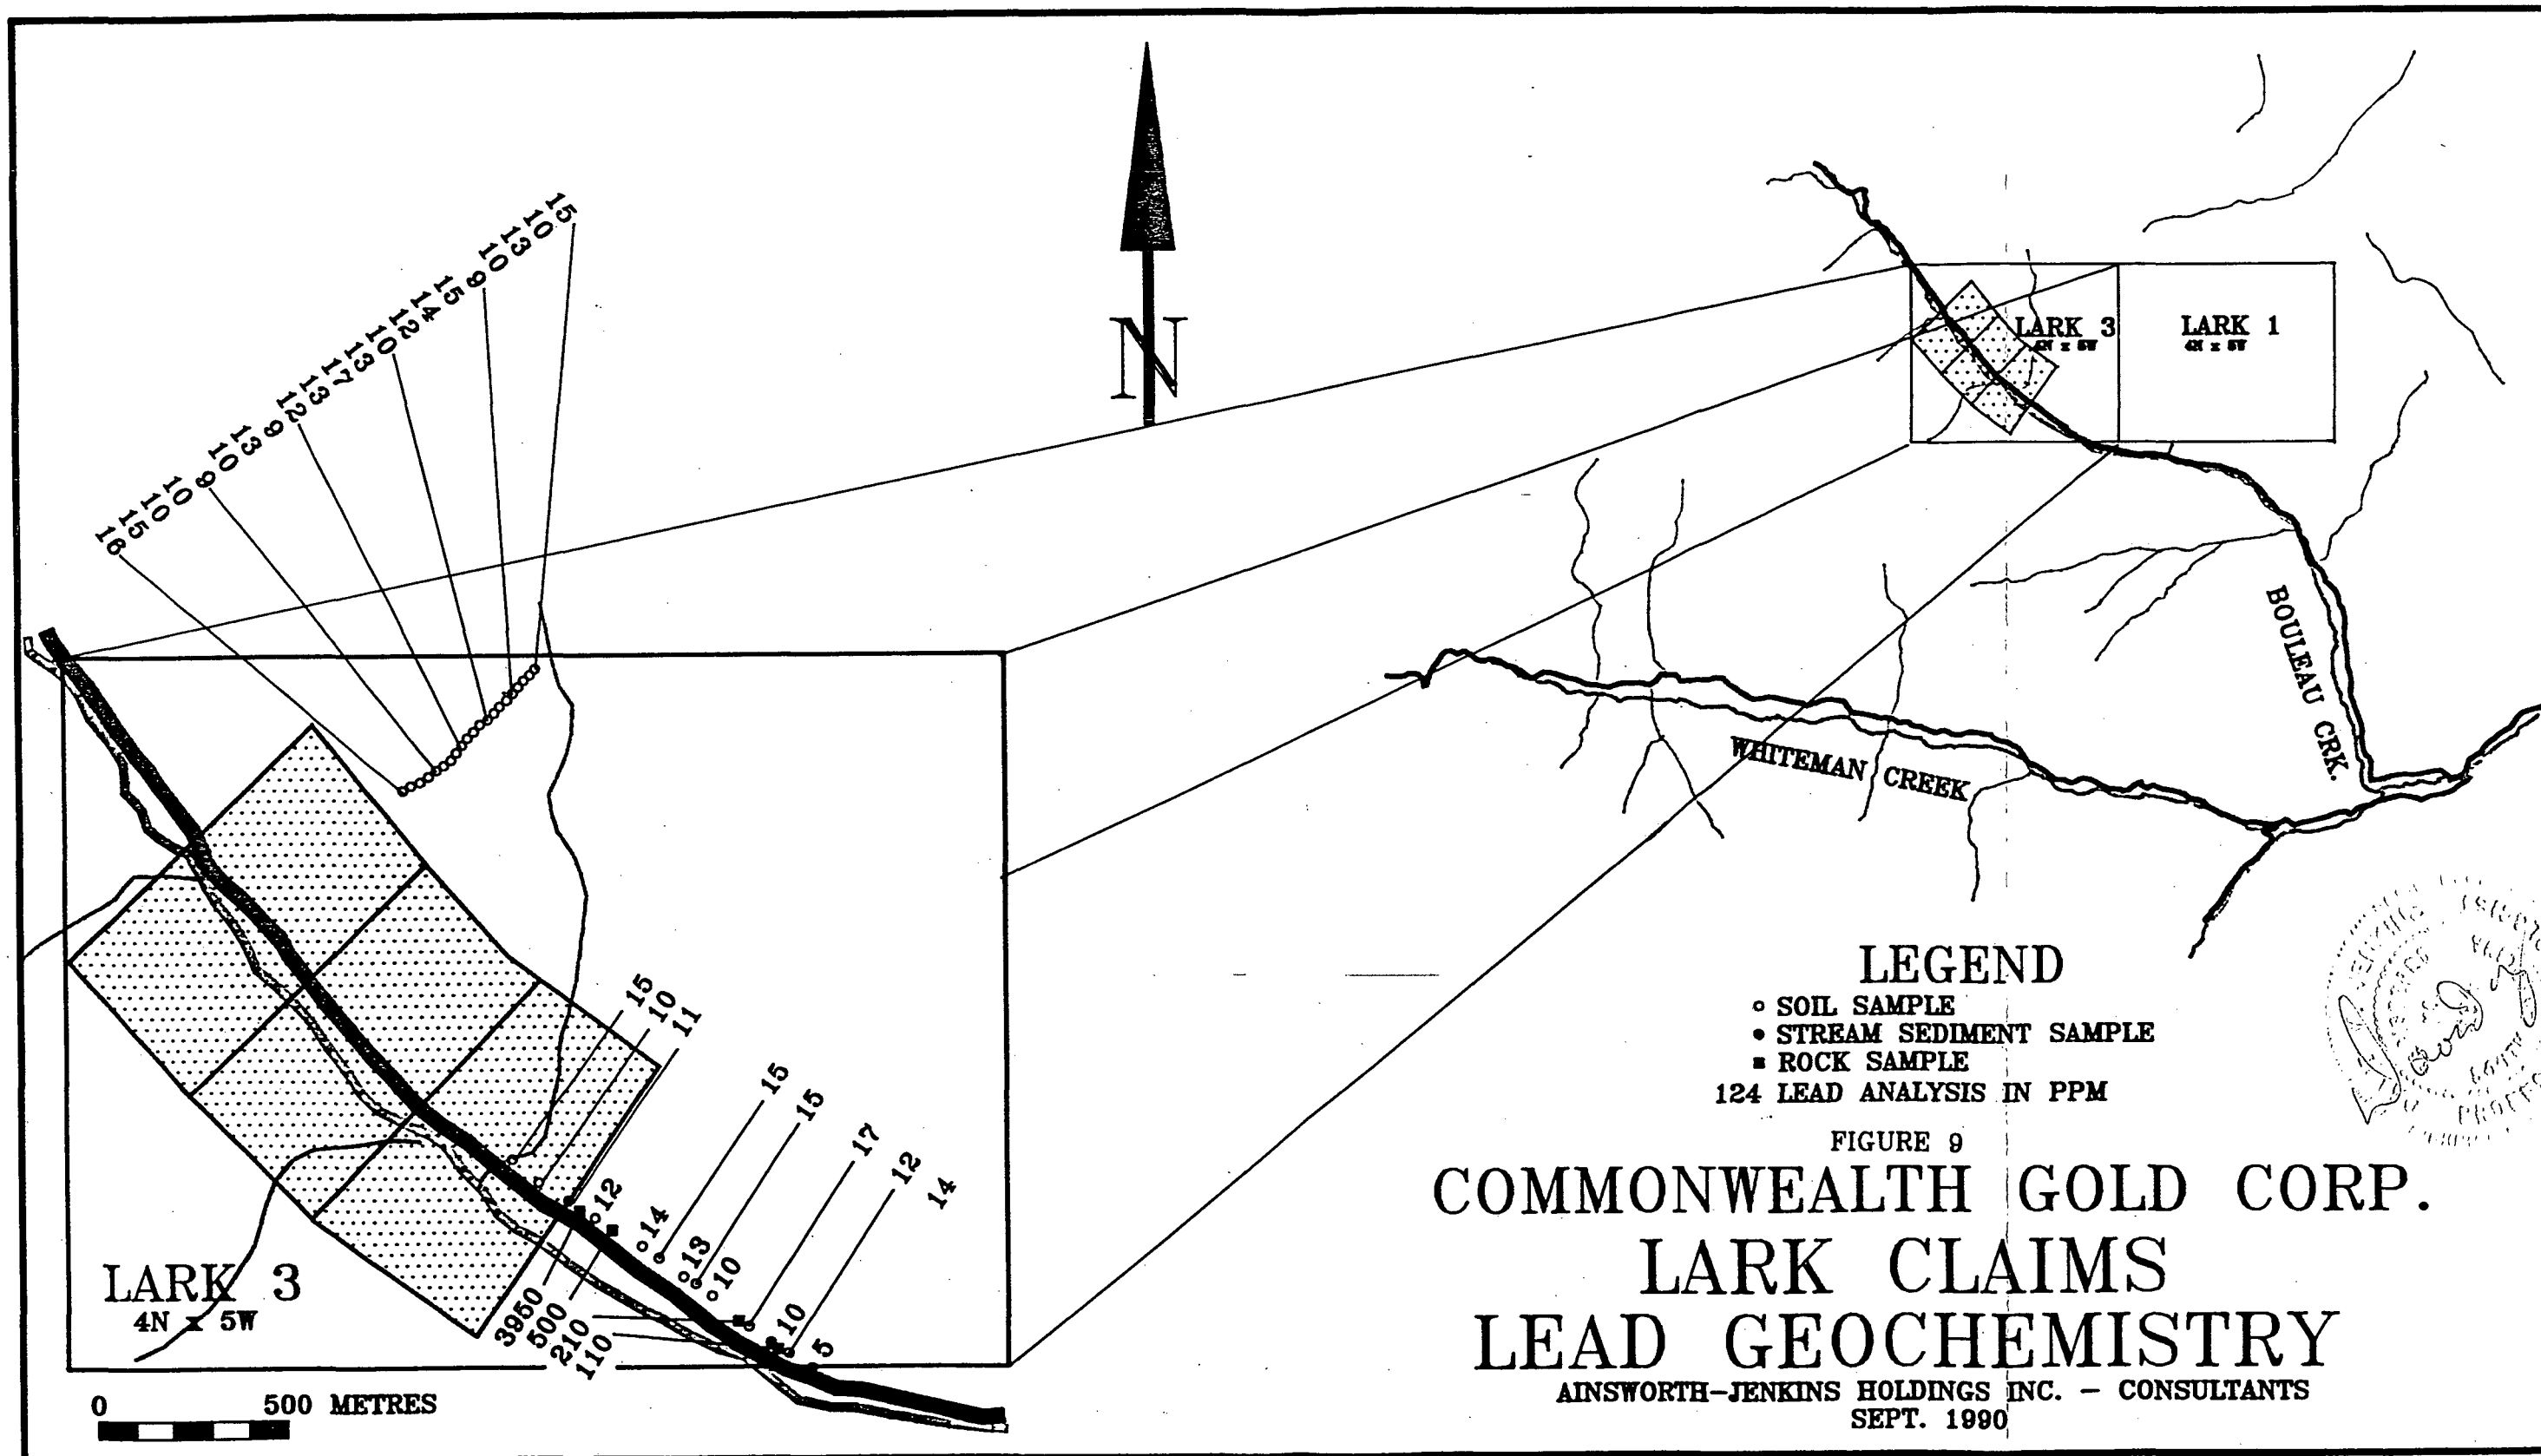 15
10
13
10
9
15
14
12
10
13
17
13
12
9
13
10
9
10
10
15
16
N
LARK 3
4N x 5W
LARK 1
4N x 5W
BOULEAU CRK.
WHITEMAN CREEK
15
10
11
15
15
17
12
14
12
14
13
10
10
5
3950
500
210
110
LARK 3
4N x 5W
0 500 METRES
LEGEND
SOIL SAMPLE
STREAM SEDIMENT SAMPLE
ROCK SAMPLE
124 LEAD ANALYSIS IN PPM
FIGURE 9
COMMONWEALTH GOLD CORP.
LARK CLAIMS
LEAD GEOCHEMISTRY
AINSWORTH-JENKINS HOLDINGS INC. - CONSULTANTS
SEPT. 1990